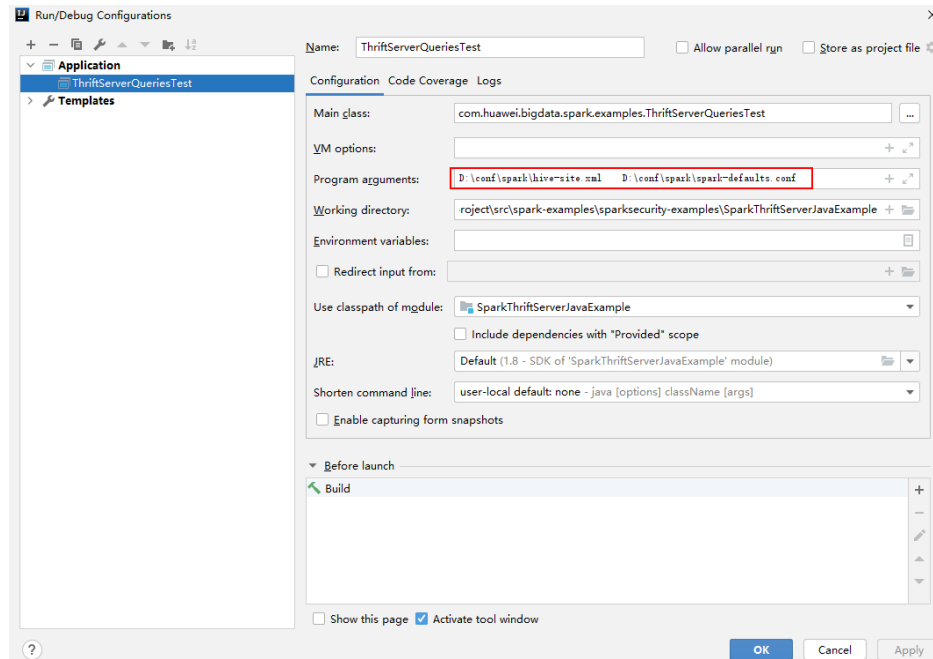 Run/Debug Configurations
Application
ThriftServerQueriesTest
Templates
Name: ThriftServerQueriesTest Allow parallel run Store as project file
Configuration Code Coverage Logs
Main class: com.huawei.bigdata.spark.examples.ThriftServerQueriesTest ...
VM options:
Program arguments: D:\conf\spark\hive-site.xml D:\conf\spark\spark-defaults.conf
Working directory: roject\src\spark-examples\sparksecurity-examples\SparkThriftServerJavaExample
Environment variables:
Redirect input from:
Use classpath of module: SparkThriftServerJavaExample
Include dependencies with "Provided" scope
JRE: Default (1.8 - SDK of 'SparkThriftServerJavaExample' module)
Shorten command line: user-local default: none - java [options] className [args]
Enable capturing form snapshots
Before launch
Build
Show this page Activate tool window
? OK Cancel Apply